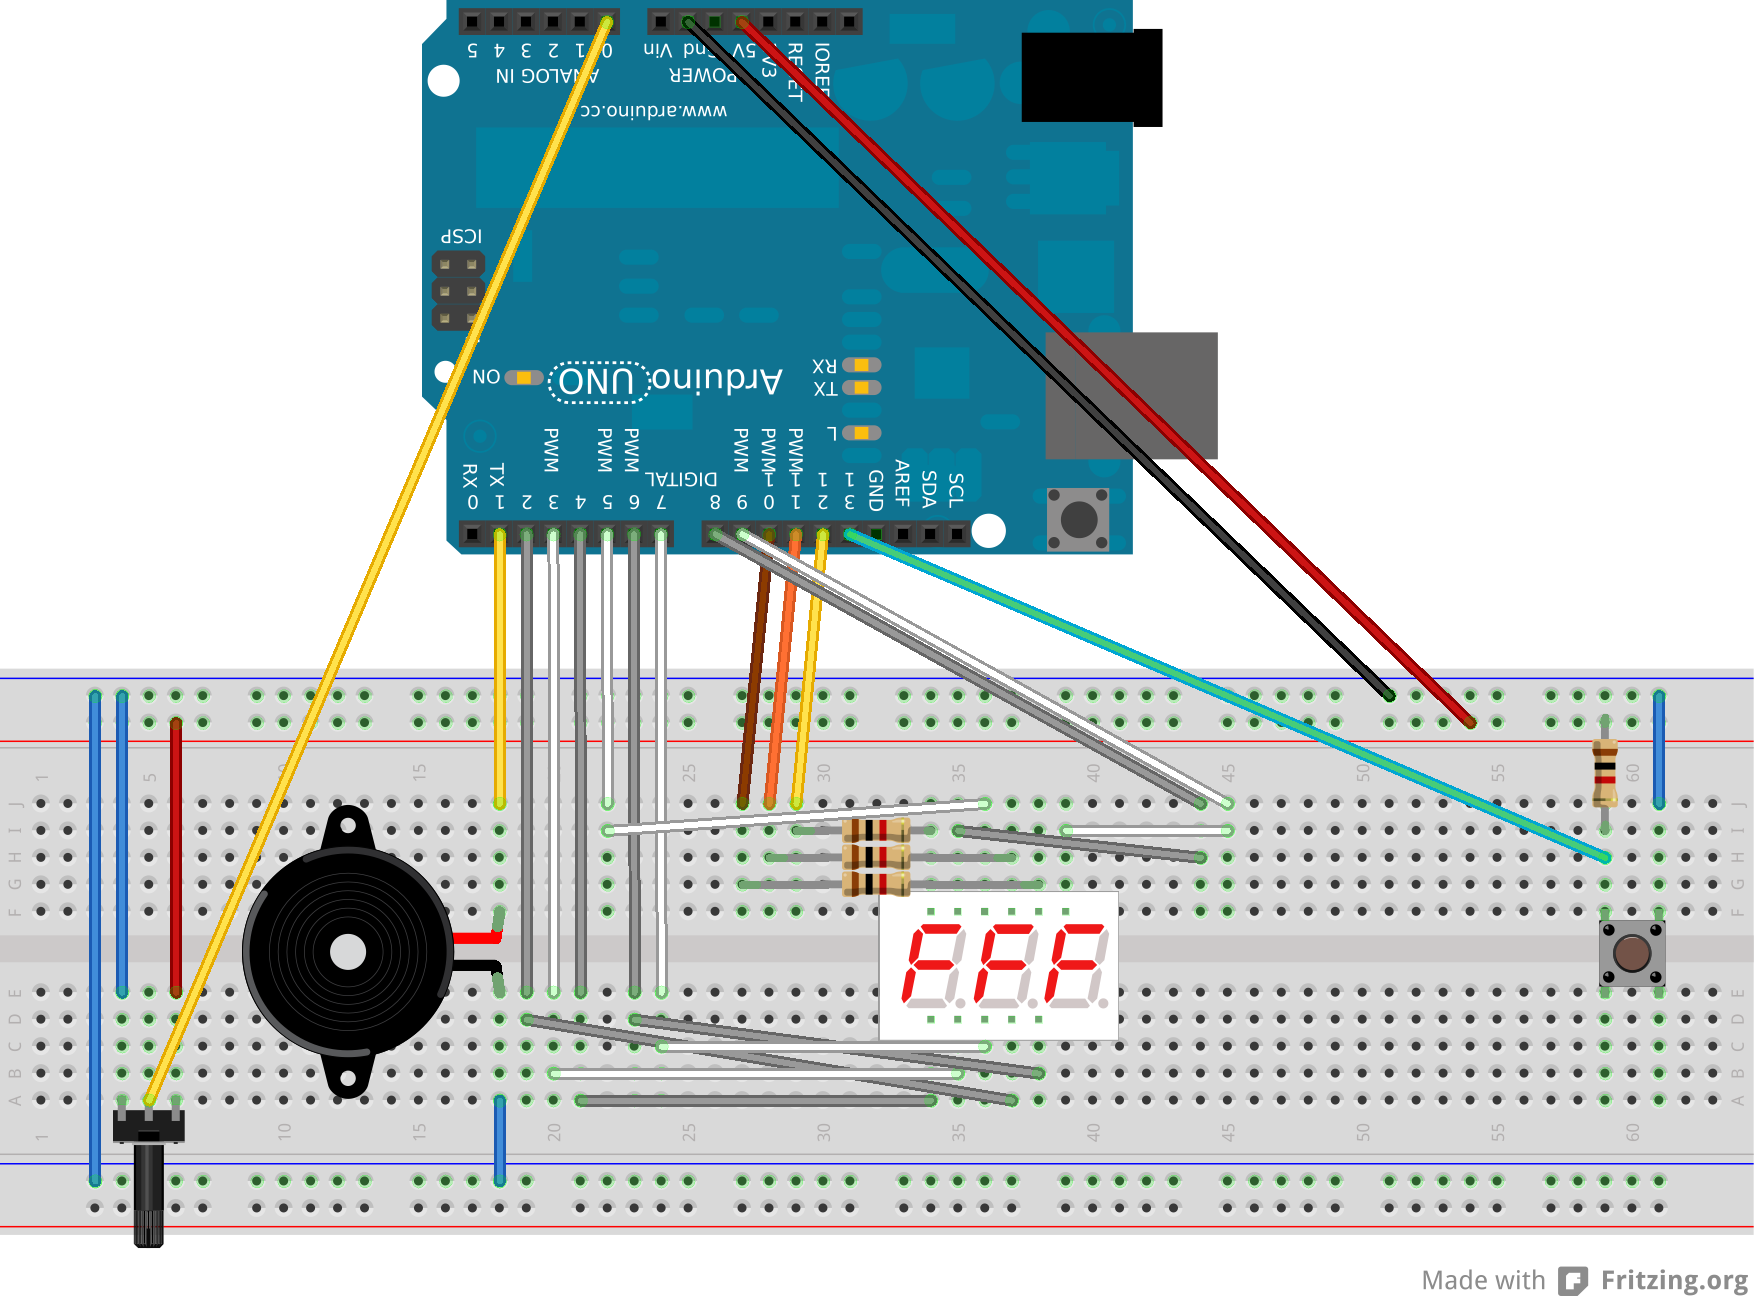 5 4 3 2 1 0 Vin Gnd Gnd 5V 3V3 RESET IOREF
ANALOG IN POWER
www.arduino.cc
ICSP
ON UNO Arduino RX
TX
L
PWM PWM PWM PWM PWM PWM
RX TX DIGITAL GND AREF SDA SCL
0 1 2 3 4 5 6 7 8 9 10 11 12 13
1 5 10 15 20 25 30 35 40 45 50 55 60
J J
I I
H H
G G
F F
FFF
E E
D D
C C
B B
A A
1 10 15 20 25 30 35 40 45 50 55 60
Made with Fritzing.org